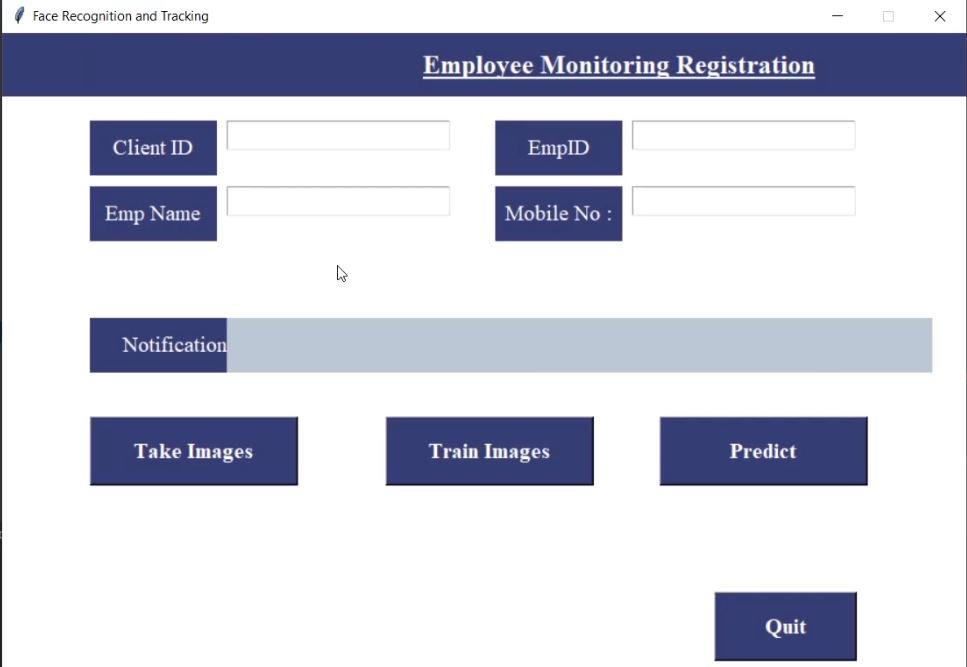 Face Recognition and Tracking
Employee Monitoring Registration
Client ID
EmpID
Emp Name
Mobile No :
Notification
Take Images
Train Images
Predict
Quit